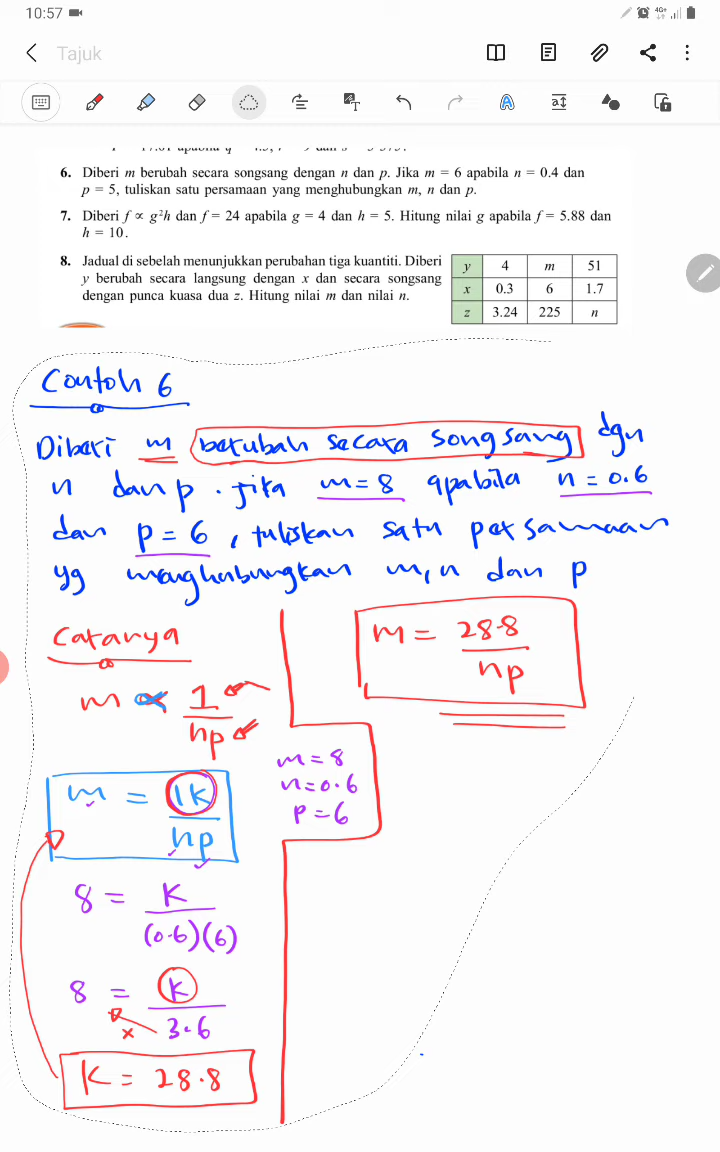 10:57
4G+
Tajuk
6. Diberi m berubah secara songsang dengan n dan p. Jika m = 6 apabila n = 0.4 dan
p = 5, tuliskan satu persamaan yang menghubungkan m, n dan p.
7. Diberi f ∝ g²h dan f = 24 apabila g = 4 dan h = 5. Hitung nilai g apabila f = 5.88 dan
h = 10.
8. Jadual di sebelah menunjukkan perubahan tiga kuantiti. Diberi
y berubah secara langsung dengan x dan secara songsang
dengan punca kuasa dua z. Hitung nilai m dan nilai n.
y 4 m 51
x 0.3 6 1.7
z 3.24 225 n
Contoh 6
Diberi m berubah secara songsang dgn
n dan p. Jika m = 8 apabila n = 0.6
dan p = 6, tuliskan satu persamaan
yg menghubungkan m, n dan p
Caranya
m ∝ 1/np
m = 1k/np
8 = k/(0.6)(6)
8 = k/3.6
x
k = 28.8
m = 8
n = 0.6
p = 6
m = 28.8/np